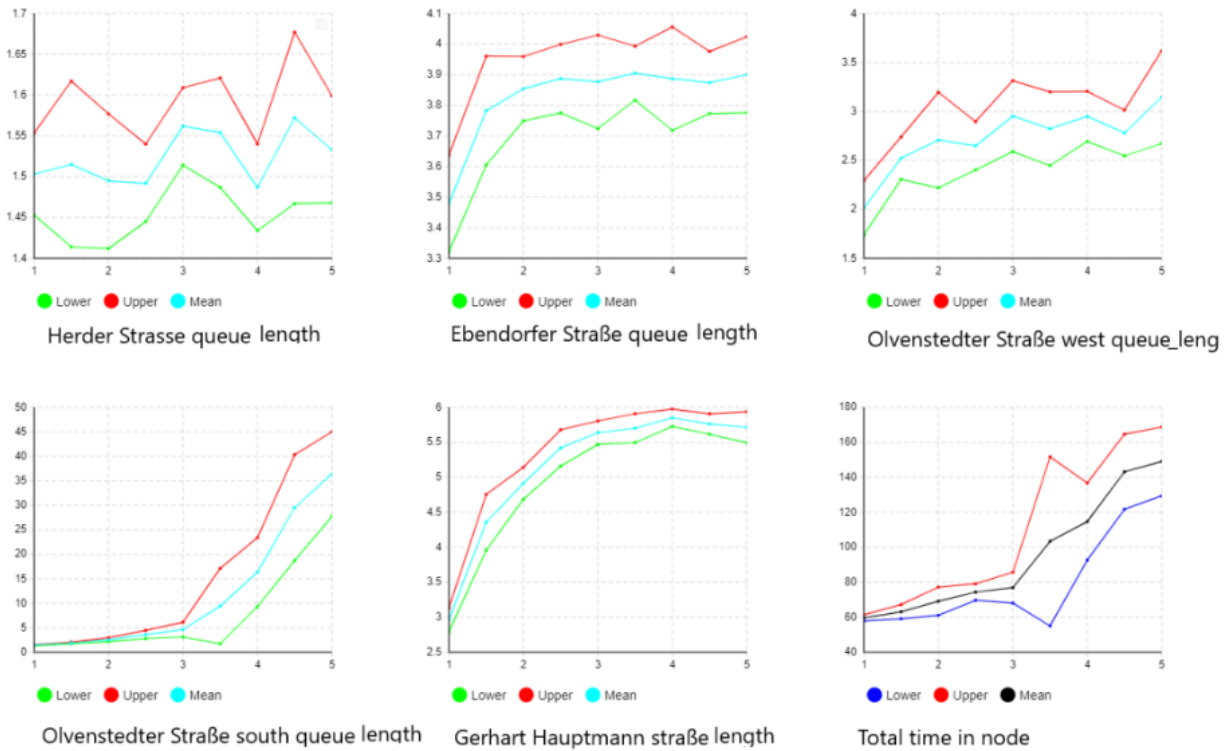 1.7
1.65
1.6
1.55
1.5
1.45
1.4
1 2 3 4 5
Lower Upper Mean
Herder Strasse queue length
4.1
4
3.9
3.8
3.7
3.6
3.5
3.4
3.3
1 2 3 4 5
Lower Upper Mean
Ebendorfer Straße queue length
4
3.5
3
2.5
2
1.5
1 2 3 4 5
Lower Upper Mean
Olvenstedter Straße west queue_leng
50
45
40
35
30
25
20
15
10
5
0
1 2 3 4 5
Lower Upper Mean
Olvenstedter Straße south queue length
6
5.5
5
4.5
4
3.5
3
2.5
1 2 3 4 5
Lower Upper Mean
Gerhart Hauptmann straße length
180
160
140
120
100
80
60
40
1 2 3 4 5
Lower Upper Mean
Total time in node